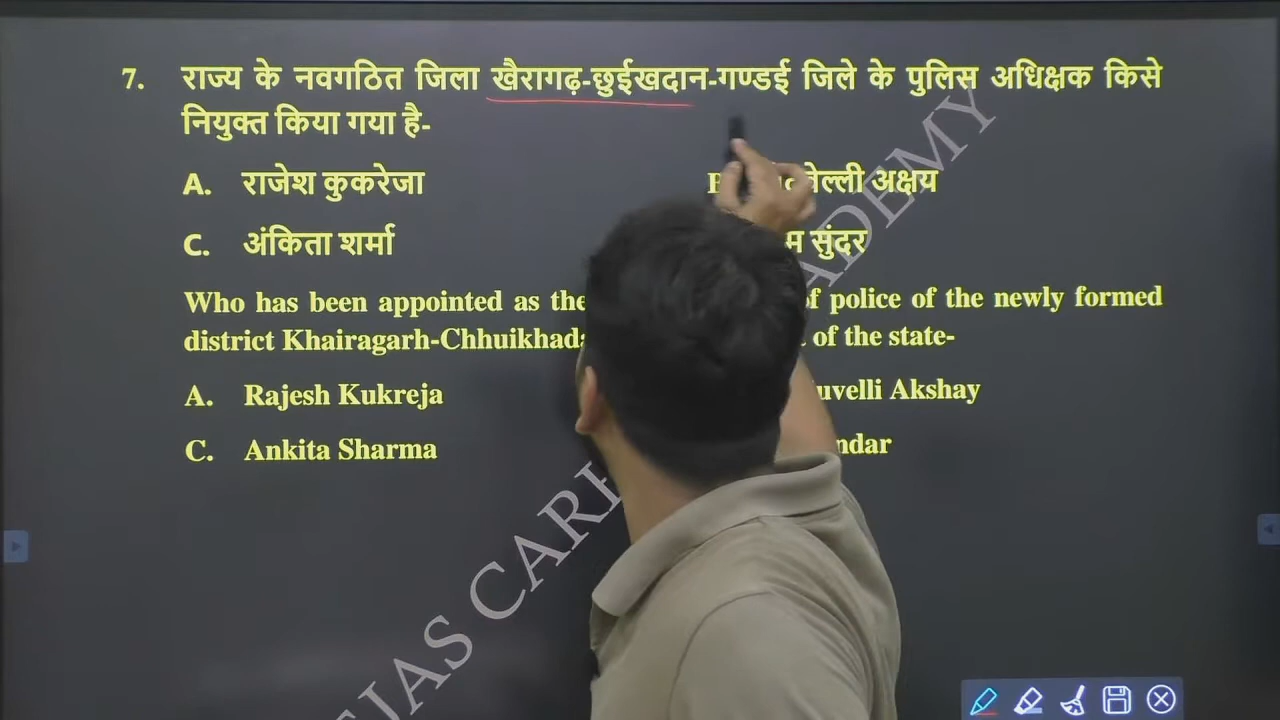 7. राज्य के नवगठित जिला खैरागढ़-छुईखदान-गण्डई जिले के पुलिस अधिक्षक किसे
नियुक्त किया गया है-
A. राजेश कुकरेजा
अक्षय
C. अंकिता शर्मा
सुंदर
Who has been appointed as the of police of the newly formed
district Khairagarh-Chhuikhada of the state-
A. Rajesh Kukreja
uvelli Akshay
C. Ankita Sharma
ndar
ACADEMY